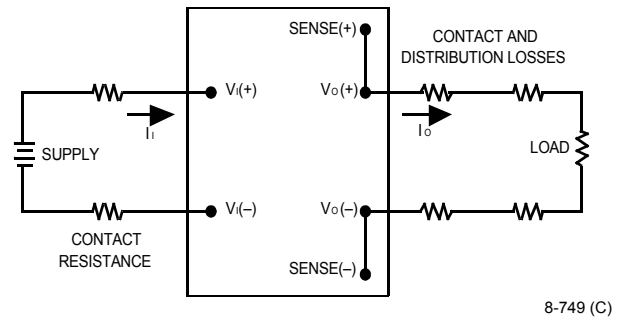 SENSE(+)
CONTACT AND
DISTRIBUTION LOSSES
VI(+)
VO(+)
II
IO
SUPPLY
LOAD
VI(–)
VO(–)
CONTACT
RESISTANCE
SENSE(–)
8-749 (C)